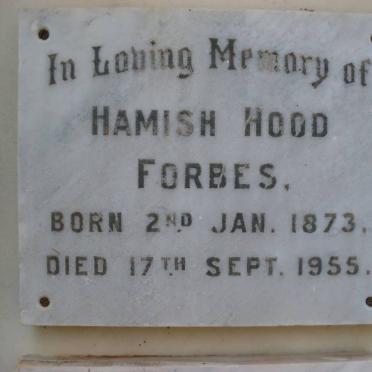 In Loving Memory of
HAMISH HOOD
FORBES.
BORN 2ND JAN. 1873.
DIED 17TH SEPT. 1955.